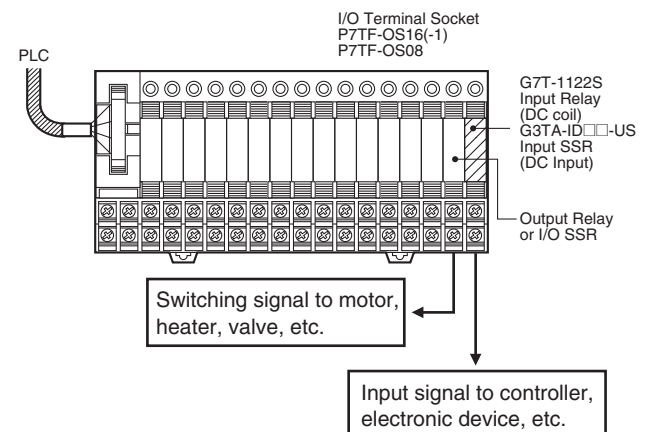 I/O Terminal Socket
P7TF-OS16(-1)
P7TF-OS08
PLC
G7T-1122S
Input Relay
(DC coil)
G3TA-ID□□-US
Input SSR
(DC Input)
Output Relay
or I/O SSR
Switching signal to motor,
heater, valve, etc.
Input signal to controller,
electronic device, etc.